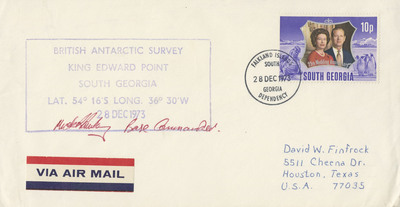 BRITISH ANTARCTIC SURVEY
KING EDWARD POINT
SOUTH GEORGIA
LAT. 54° 16'S LONG. 36° 30'W
28 DEC 1973
Base Commander.
VIA AIR MAIL
FALKLAND ISLANDS
SOUTH
28 DEC 1973
GEORGIA
DEPENDENCY
10p
SOUTH GEORGIA
David W. Fintrock
5511 Cheena Dr.
Houston, Texas
U.S.A. 77035